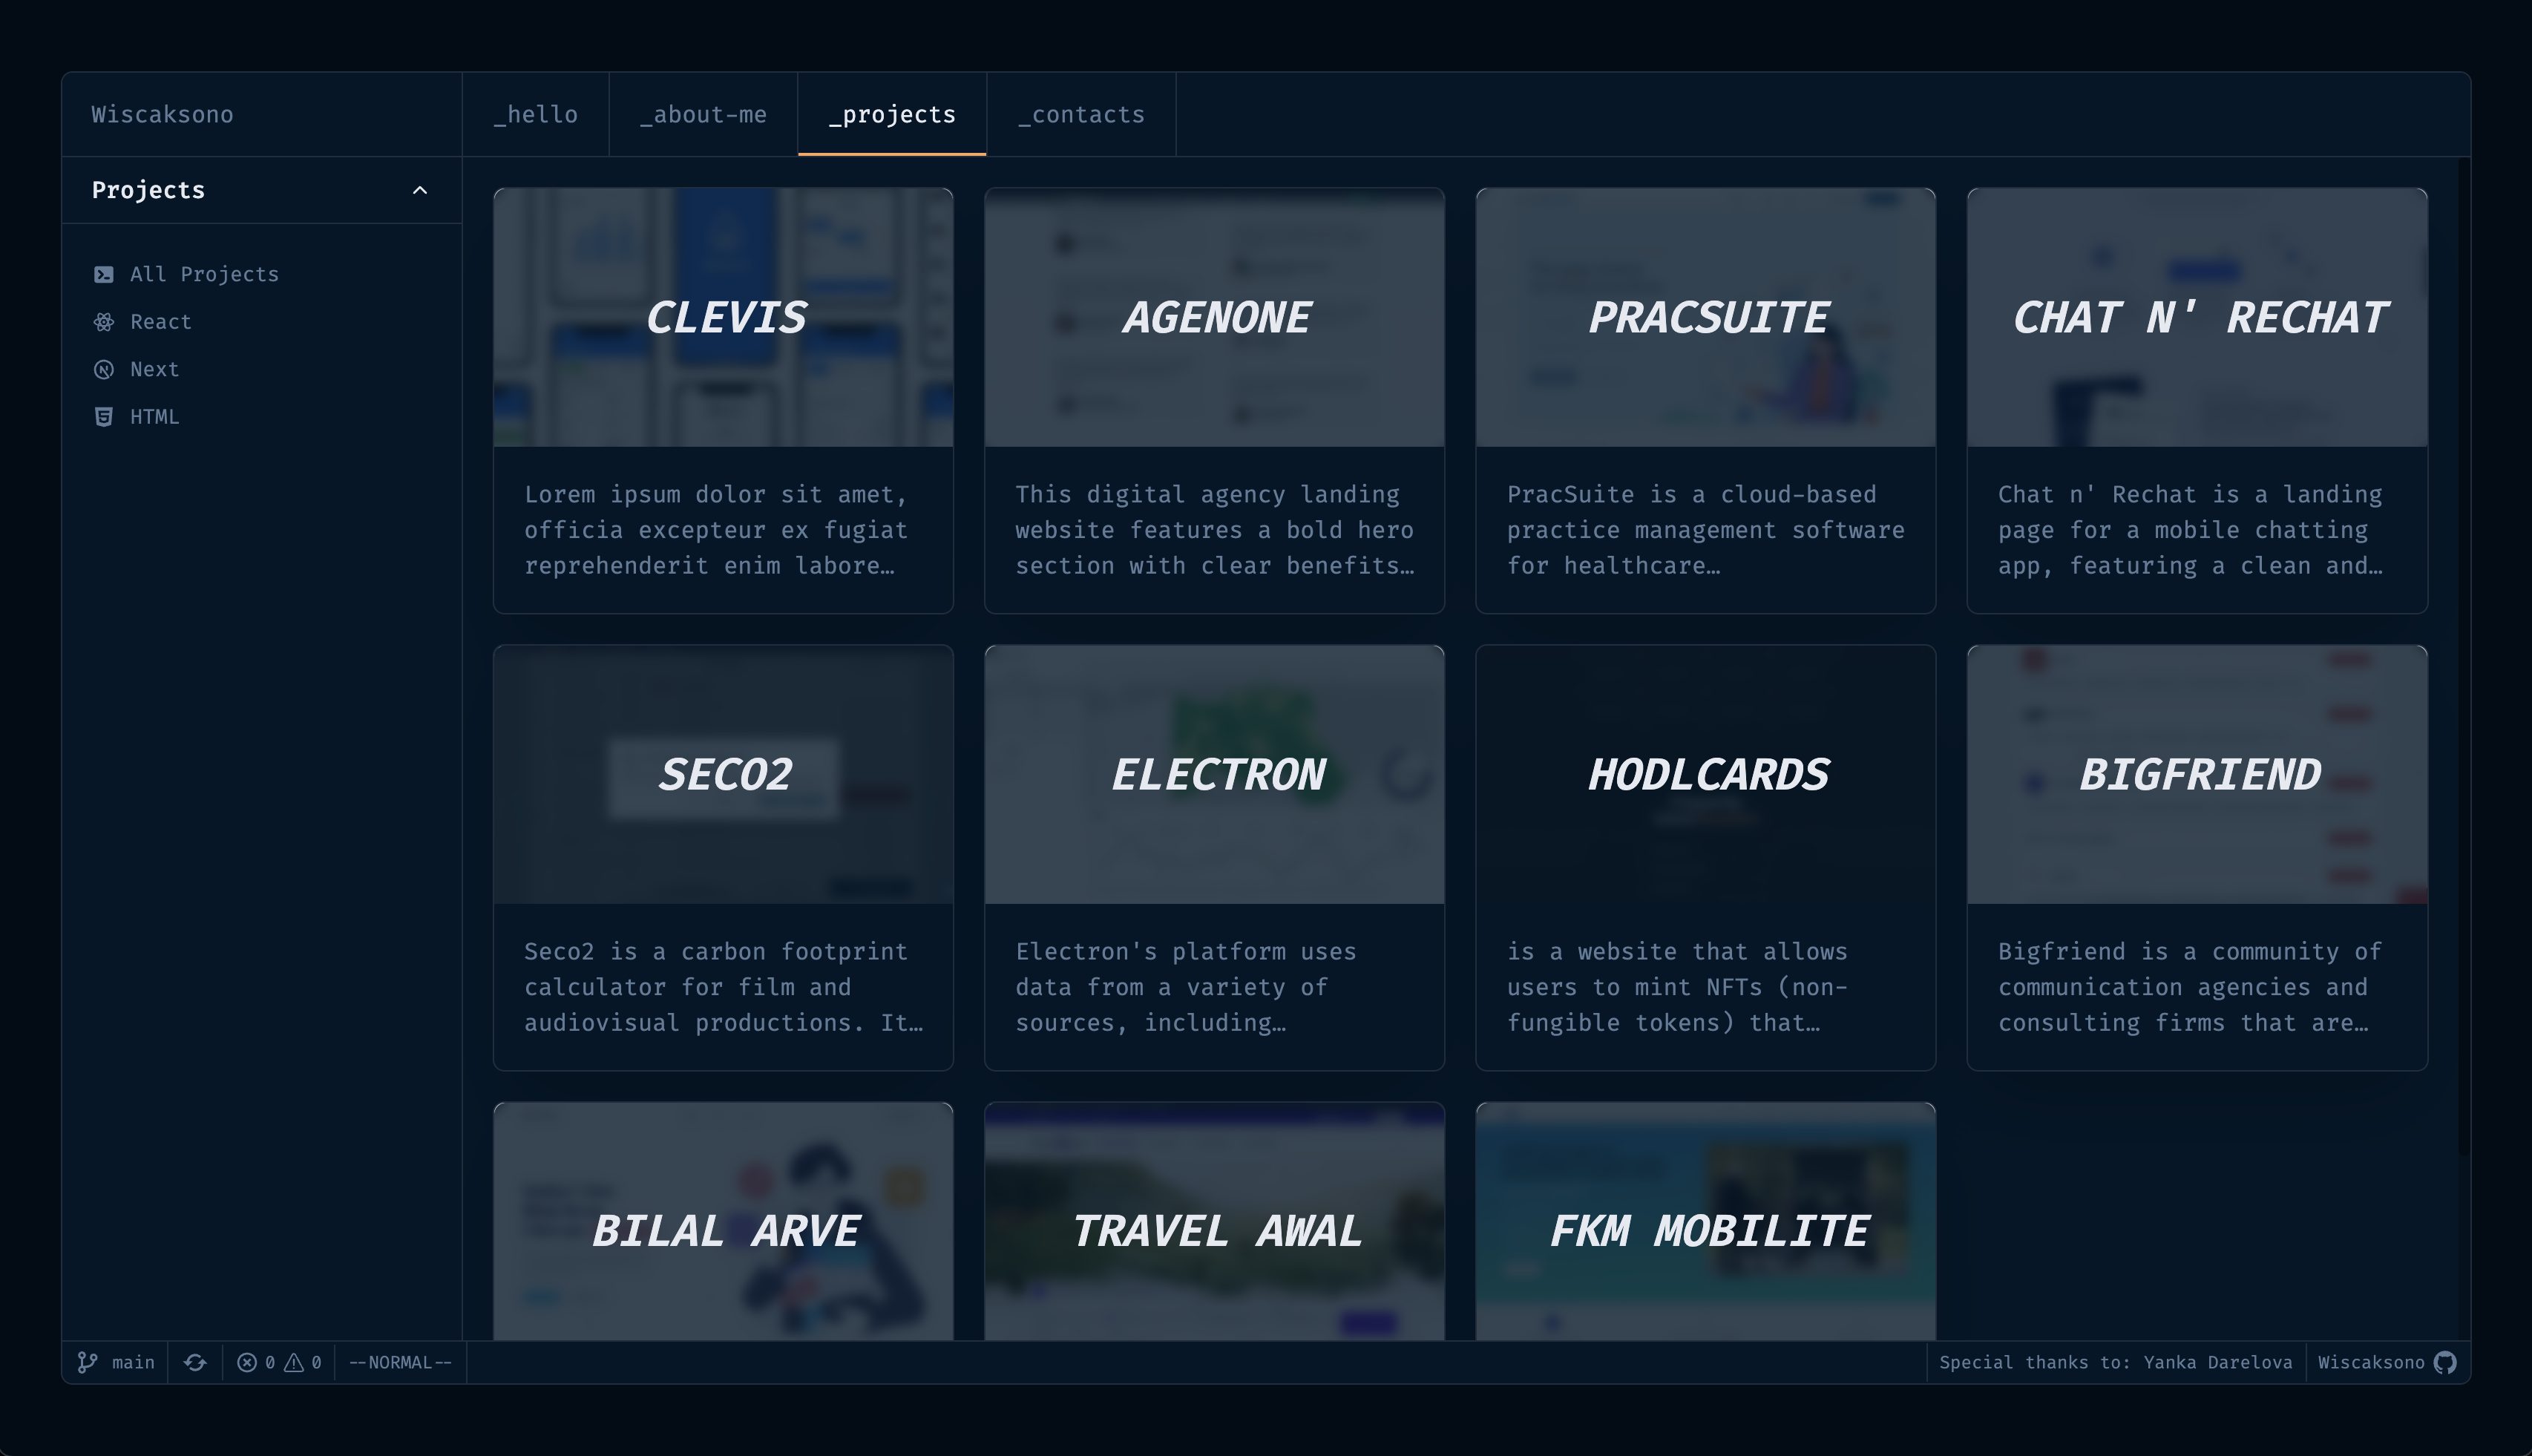 Wiscaksono
_hello
_about-me
_projects
_contacts
Projects
All Projects
React
Next
HTML
CLEVIS
Lorem ipsum dolor sit amet,
officia excepteur ex fugiat
reprehenderit enim labore…
AGENONE
This digital agency landing
website features a bold hero
section with clear benefits…
PRACSUITE
PracSuite is a cloud-based
practice management software
for healthcare…
CHAT N' RECHAT
Chat n' Rechat is a landing
page for a mobile chatting
app, featuring a clean and…
SECO2
Seco2 is a carbon footprint
calculator for film and
audiovisual productions. It…
ELECTRON
Electron's platform uses
data from a variety of
sources, including…
HODLCARDS
is a website that allows
users to mint NFTs (non-
fungible tokens) that…
BIGFRIEND
Bigfriend is a community of
communication agencies and
consulting firms that are…
BILAL ARVE
TRAVEL AWAL
FKM MOBILITE
main
0 0
--NORMAL--
Special thanks to: Yanka Darelova
Wiscaksono